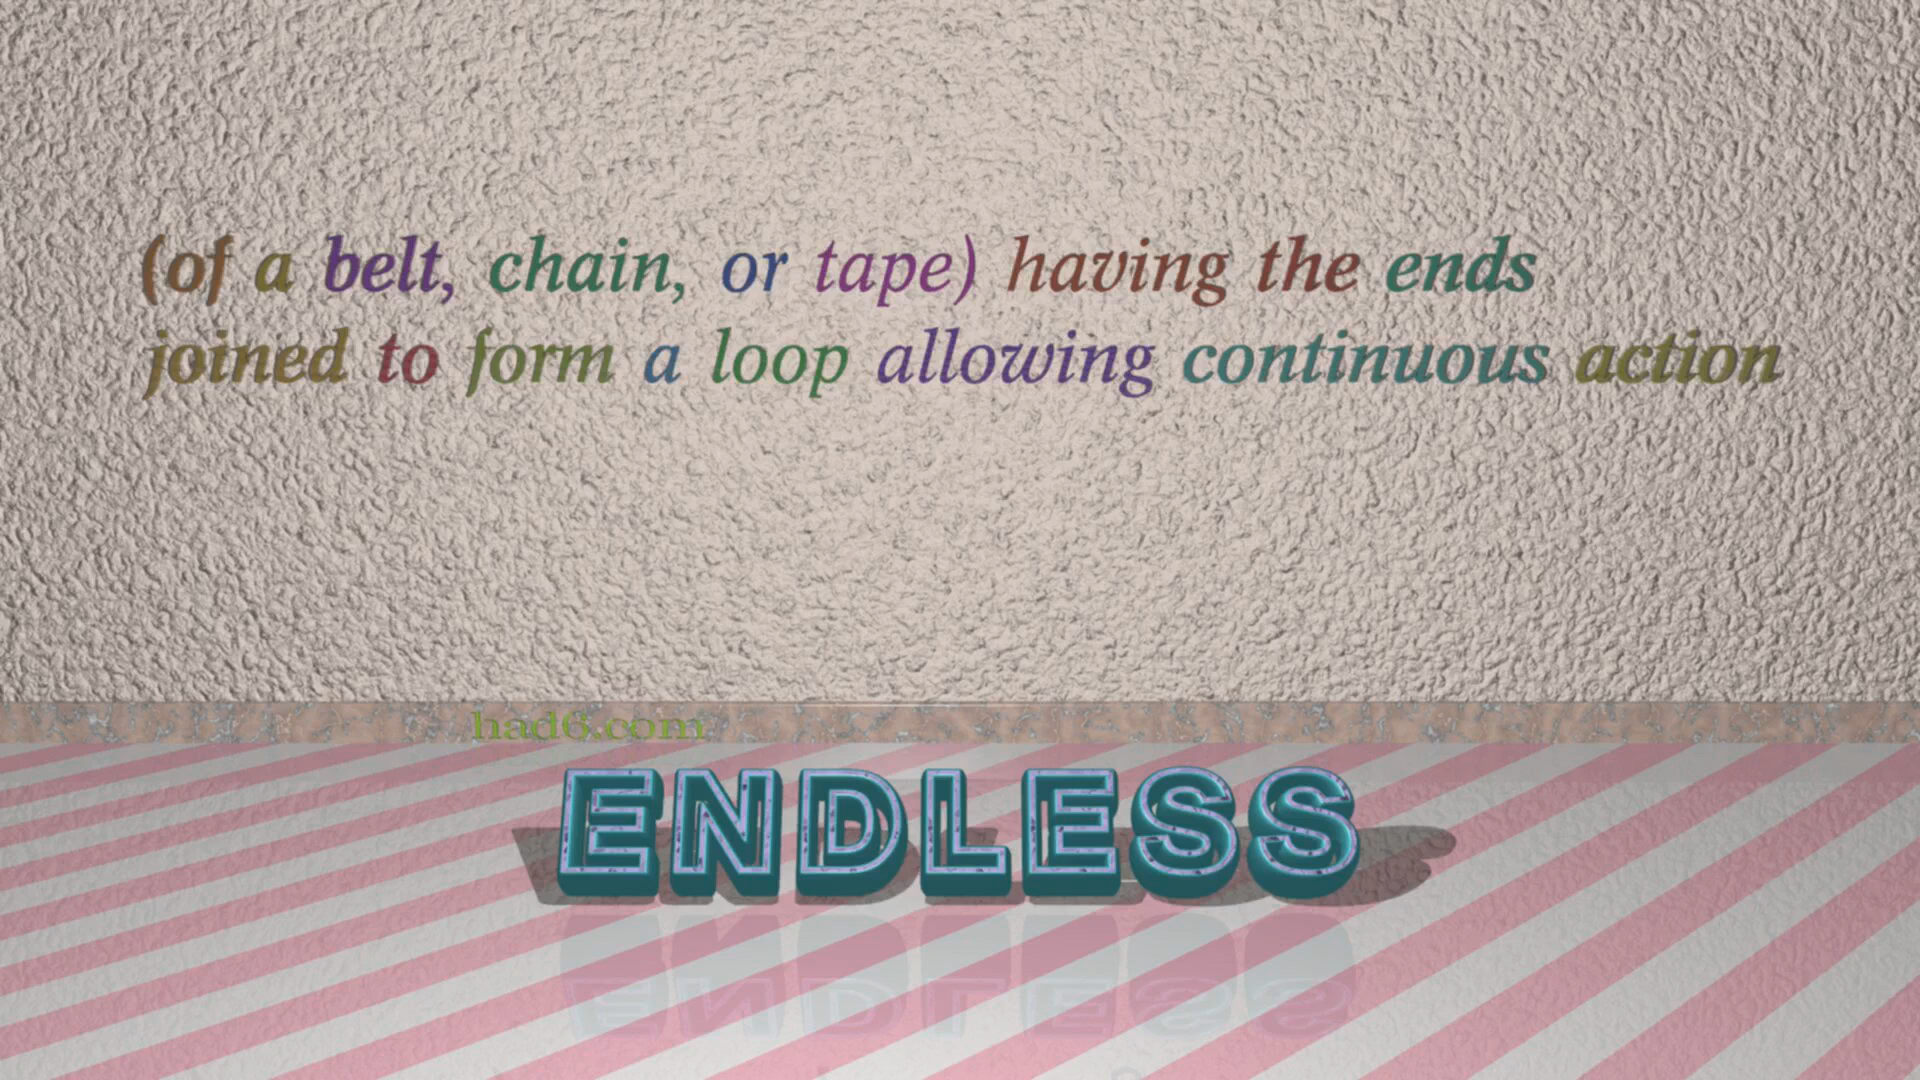 (of a belt, chain, or tape) having the ends
joined to form a loop allowing continuous action
had6.com
ENDLESS